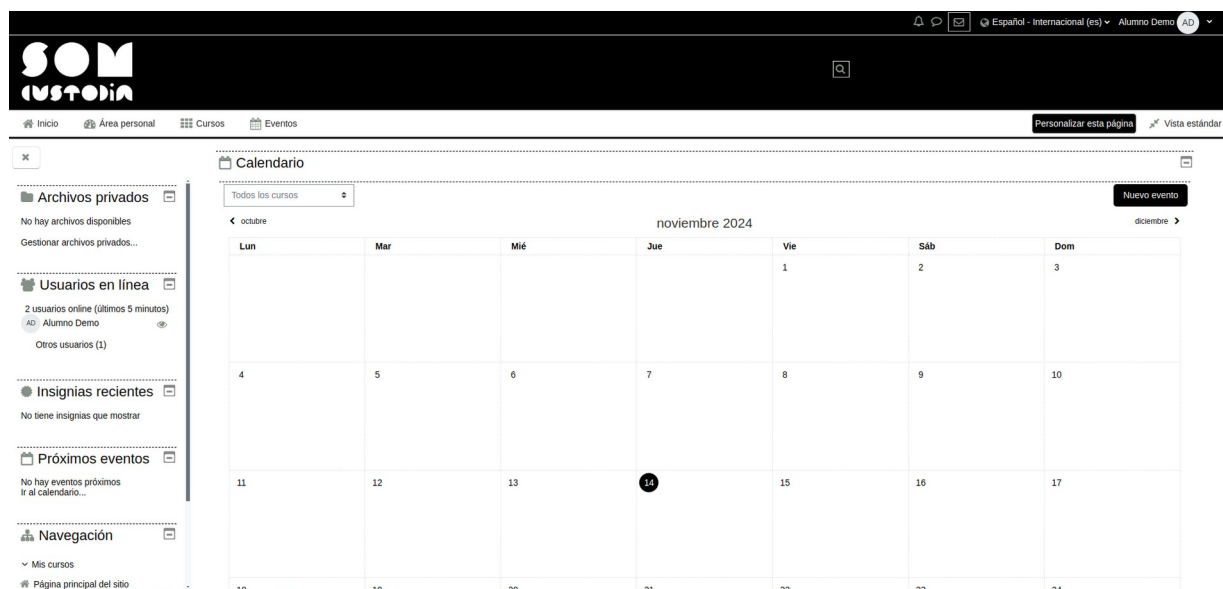 Español - Internacional (es)
Alumno Demo
AD
SOM
CUSTODIA
Inicio
Área personal
Cursos
Eventos
Personalizar esta página
Vista estándar
Archivos privados
No hay archivos disponibles
Gestionar archivos privados...
Usuarios en línea
2 usuarios online (últimos 5 minutos)
AD Alumno Demo
Otros usuarios (1)
Insignias recientes
No tiene insignias que mostrar
Próximos eventos
No hay eventos próximos
Ir al calendario...
Navegación
Mis cursos
Página principal del sitio
Calendario
Todos los cursos
Nuevo evento
octubre
noviembre 2024
diciembre
Lun Mar Mié Jue Vie Sáb Dom
1 2 3
4 5 6 7 8 9 10
11 12 13 14 15 16 17